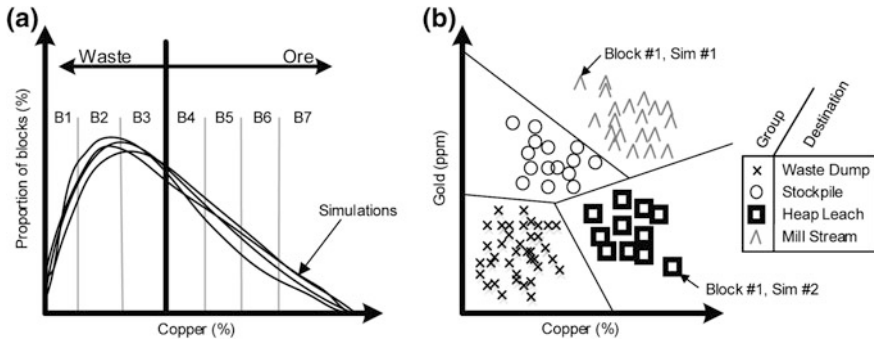 (a)
Waste
Ore
B1 B2 B3 B4 B5 B6 B7
Simulations
Proportion of blocks (%)
Copper (%)
(b)
Block #1, Sim #1
Gold (ppm)
Block #1, Sim #2
Copper (%)
Group
Destination
Waste Dump
Stockpile
Heap Leach
Mill Stream